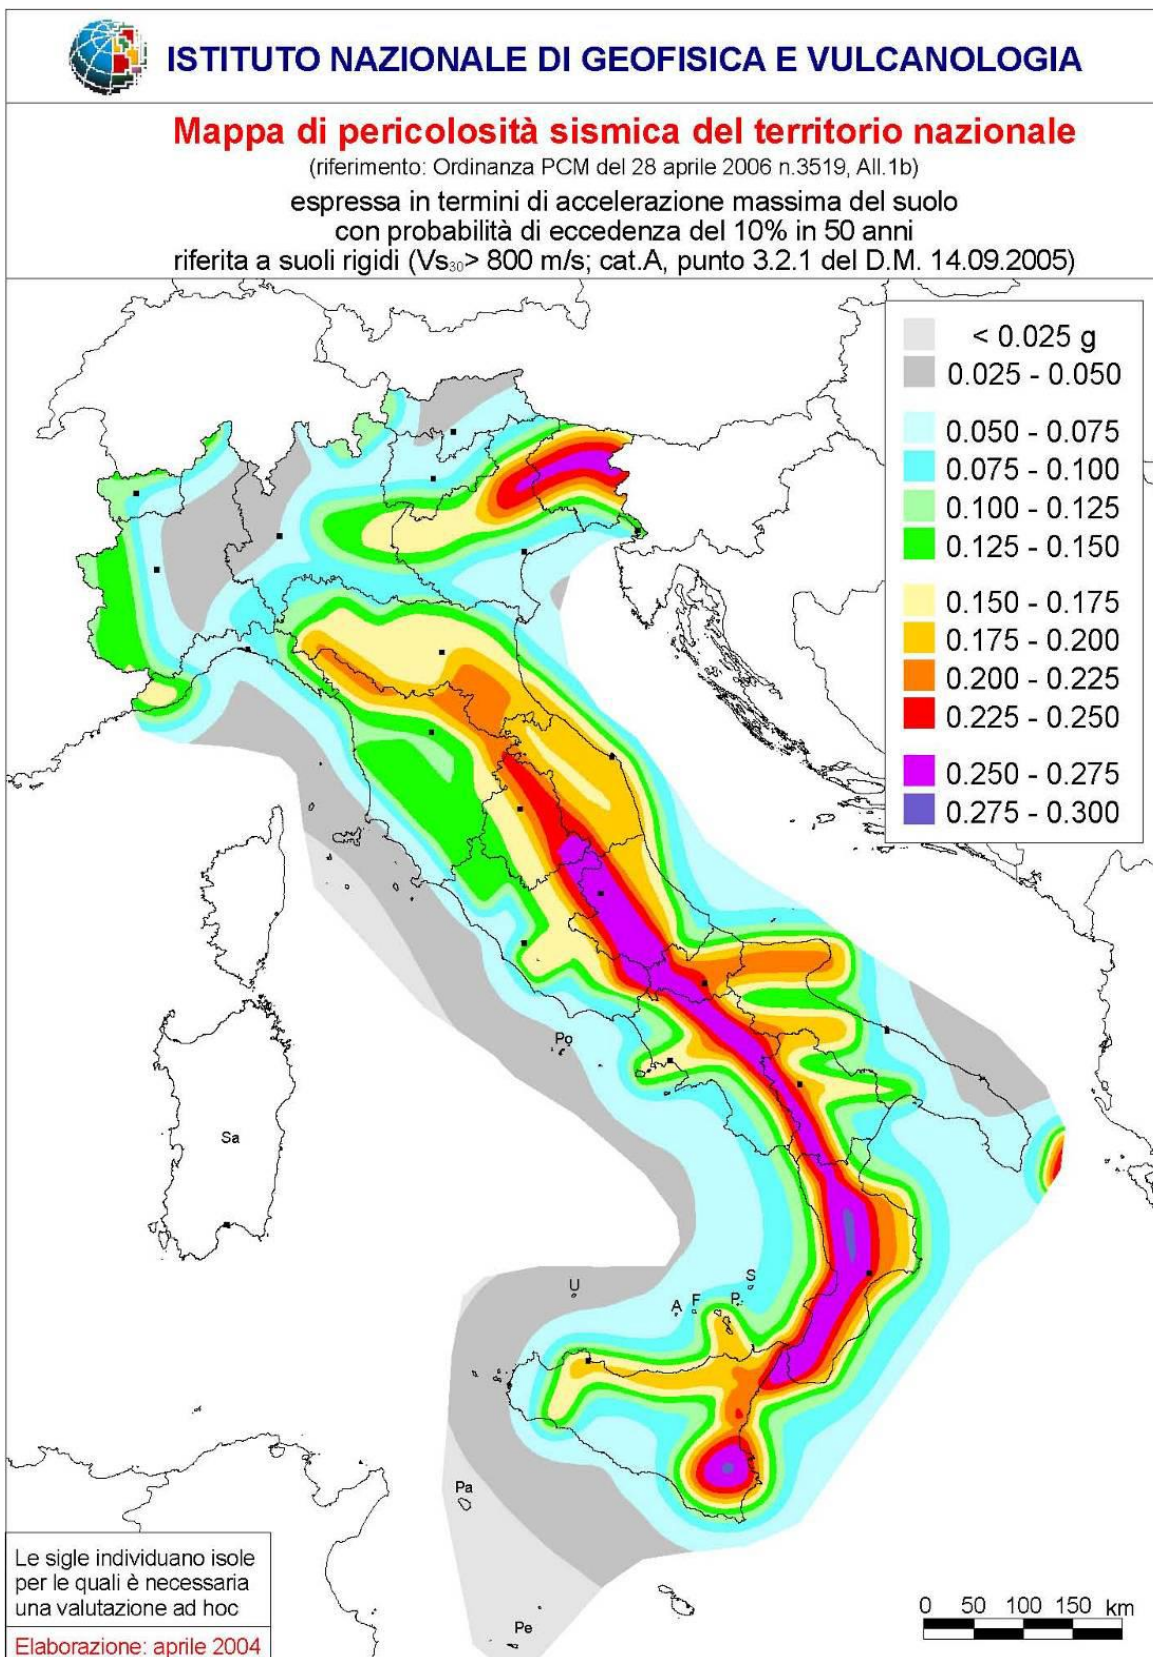 ISTITUTO NAZIONALE DI GEOFISICA E VULCANOLOGIA
Mappa di pericolosità sismica del territorio nazionale
(riferimento: Ordinanza PCM del 28 aprile 2006 n.3519, All.1b)
espressa in termini di accelerazione massima del suolo
con probabilità di eccedenza del 10% in 50 anni
riferita a suoli rigidi (Vs30> 800 m/s; cat.A, punto 3.2.1 del D.M. 14.09.2005)
< 0.025 g
0.025 - 0.050
0.050 - 0.075
0.075 - 0.100
0.100 - 0.125
0.125 - 0.150
0.150 - 0.175
0.175 - 0.200
0.200 - 0.225
0.225 - 0.250
0.250 - 0.275
0.275 - 0.300
Po
Sa
U
S
A
F
P
Pa
Pe
Le sigle individuano isole
per le quali è necessaria
una valutazione ad hoc
Elaborazione: aprile 2004
0 50 100 150 km